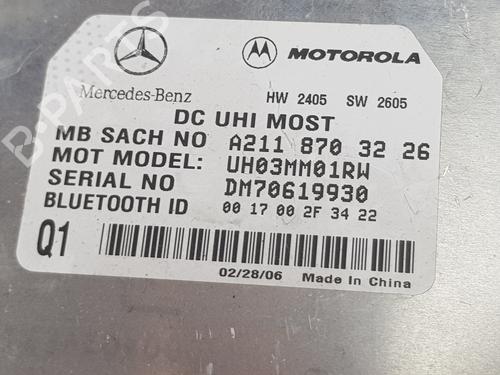 MOTOROLA
Mercedes-Benz HW 2405 SW 2605
DC UHI MOST
MB SACH NO A211 870 32 26
MOT MODEL: UH03MM01RW
SERIAL NO DM70619930
BLUETOOTH ID 00 17 00 2F 34 22
Q1
02/28/06 Made In China
B-PARTS